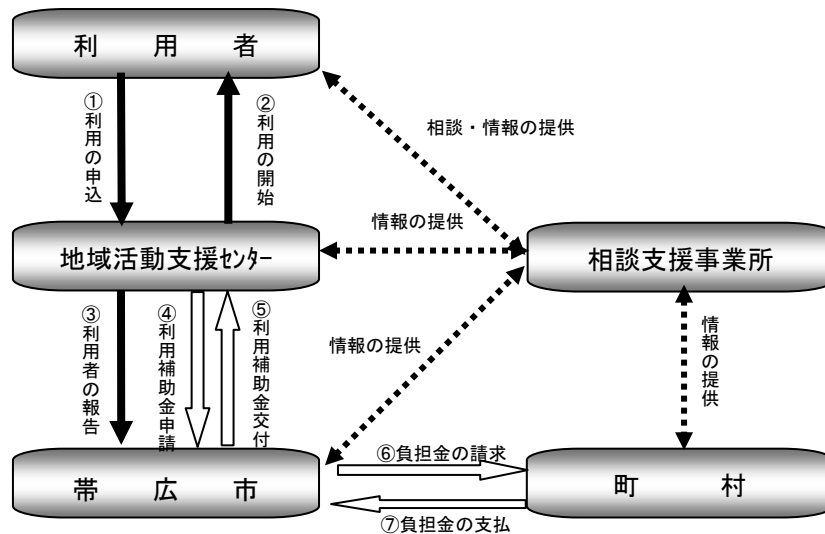 利 用 者
①利用の申込
②利用の開始
相談・情報の提供
情報の提供
地域活動支援ｾﾝﾀｰ
相談支援事業所
③利用者の報告
④利用補助金申請
⑤利用補助金交付
情報の提供
情報の提供
⑥負担金の請求
帯 広 市
町 村
⑦負担金の支払